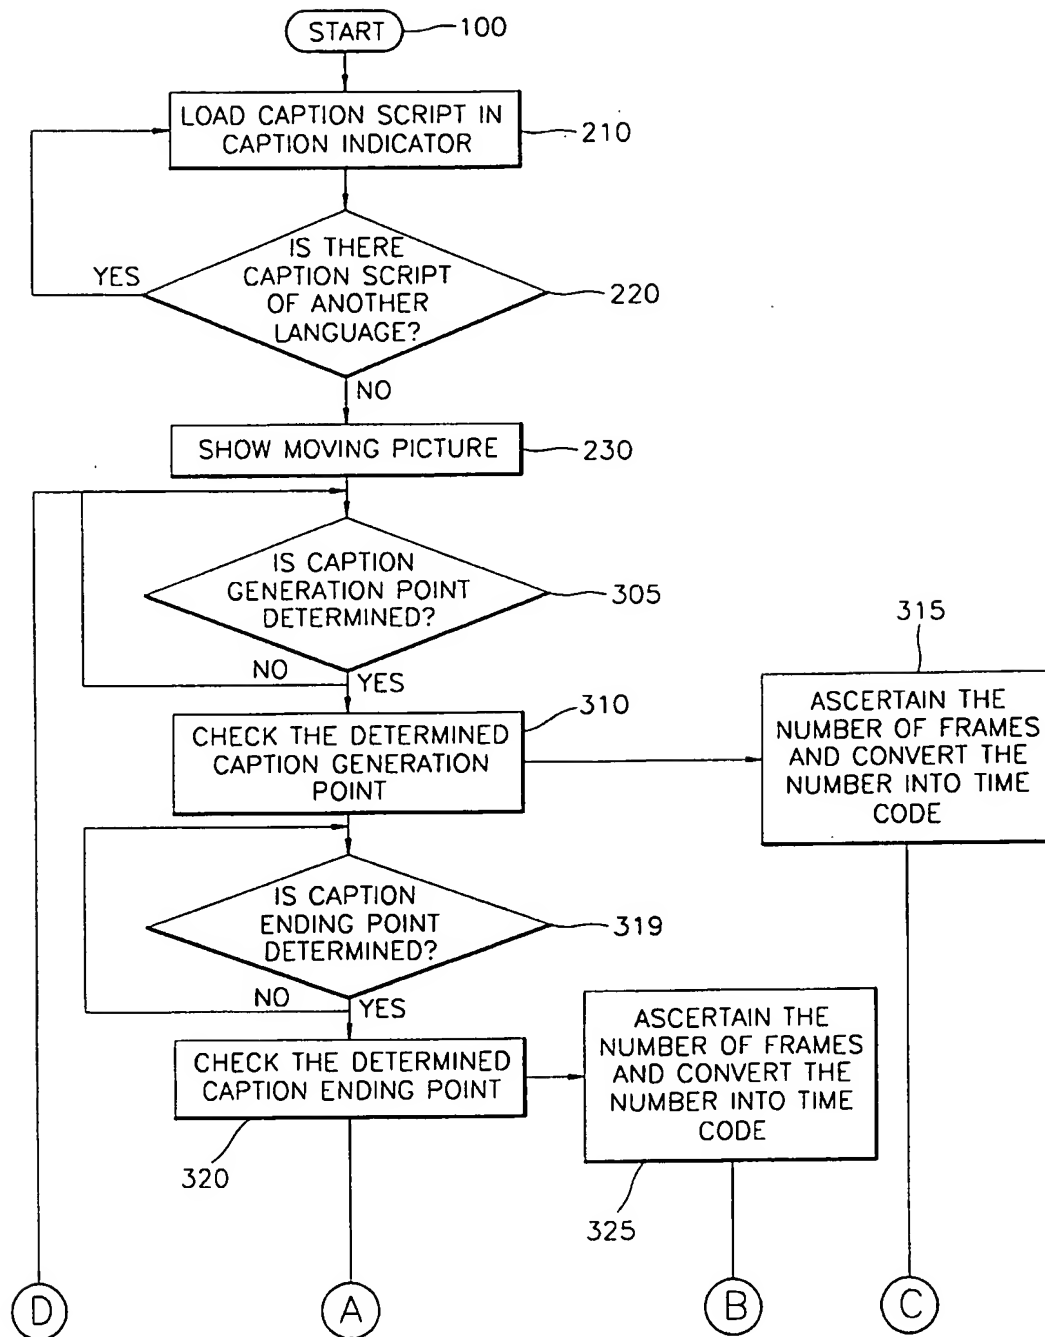 START
100
LOAD CAPTION SCRIPT IN
CAPTION INDICATOR
210
IS THERE
CAPTION SCRIPT
OF ANOTHER
LANGUAGE?
YES
220
NO
SHOW MOVING PICTURE
230
IS CAPTION
GENERATION POINT
DETERMINED?
305
NO
YES
315
ASCERTAIN THE
NUMBER OF FRAMES
AND CONVERT THE
NUMBER INTO TIME
CODE
310
CHECK THE DETERMINED
CAPTION GENERATION
POINT
IS CAPTION
ENDING POINT
DETERMINED?
319
NO
YES
CHECK THE DETERMINED
CAPTION ENDING POINT
320
ASCERTAIN THE
NUMBER OF FRAMES
AND CONVERT THE
NUMBER INTO TIME
CODE
325
D
A
B
C